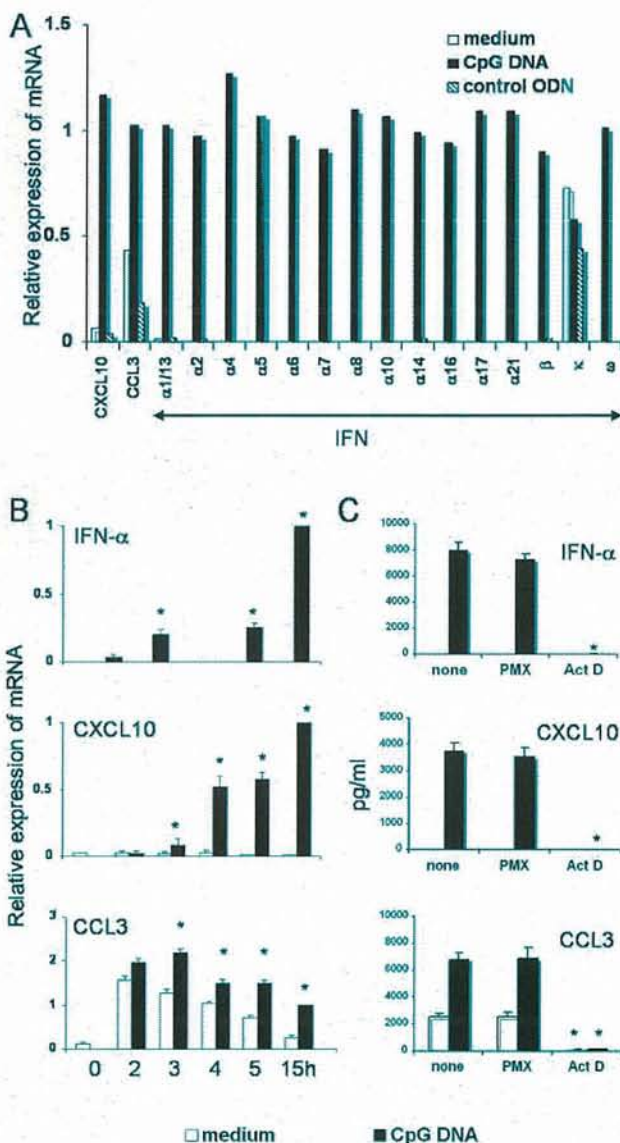 A
1.5
1
0.5
0
Relative expression of mRNA
medium
CpG DNA
control ODN
CXCL10
CCL3
α1/13
α2
α4
α5
α6
α7
α8
α10
α14
α16
α17
α21
β
κ
ω
IFN
B
Relative expression of mRNA
IFN-α
1
0.5
0
*
*
*
CXCL10
1
0.5
0
*
*
*
*
CCL3
3
2
1
0
*
*
*
*
0 2 3 4 5 15h
C
pg/ml
IFN-α
10000
8000
6000
4000
2000
0
*
none PMX Act D
CXCL10
5000
4000
3000
2000
1000
0
*
none PMX Act D
CCL3
10000
8000
6000
4000
2000
0
* *
none PMX Act D
medium CpG DNA